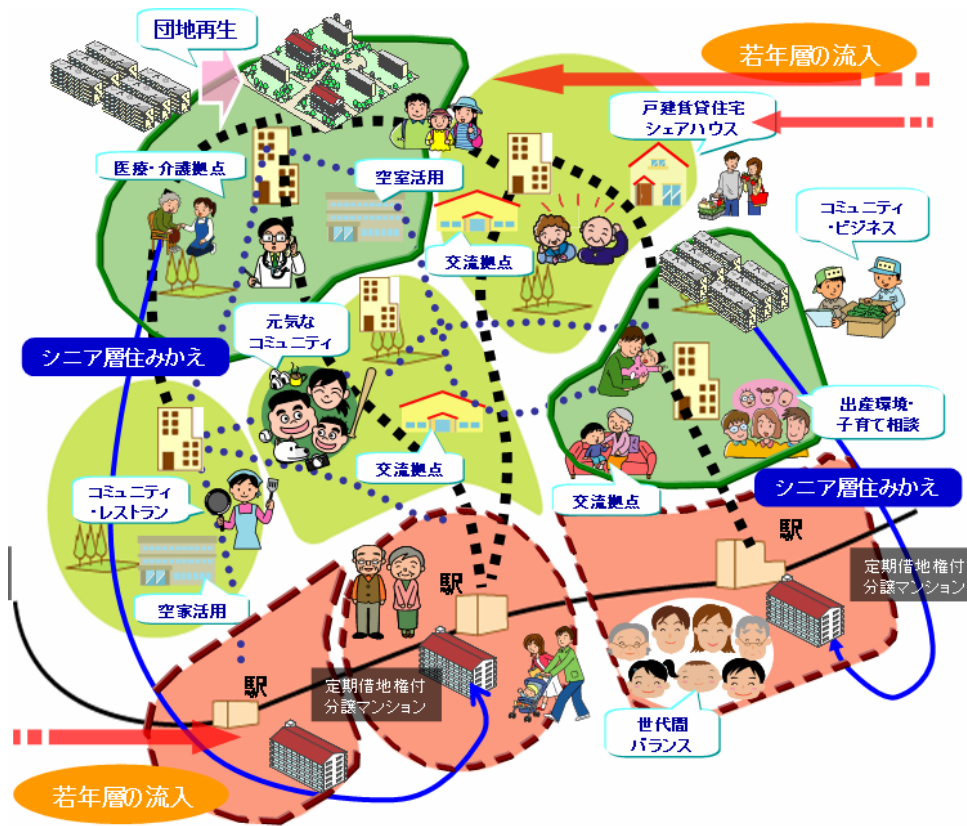 団地再生
若年層の流入
戸建賃貸住宅
シェアハウス
医療・介護拠点
空室活用
コミュニティ
・ビジネス
交流拠点
元気な
コミュニティ
シニア層住みかえ
出産環境・
子育て相談
交流拠点
コミュニティ
・レストラン
交流拠点
シニア層住みかえ
駅
定期借地権付
分譲マンション
駅
空家活用
駅
定期借地権付
分譲マンション
世代間
バランス
若年層の流入